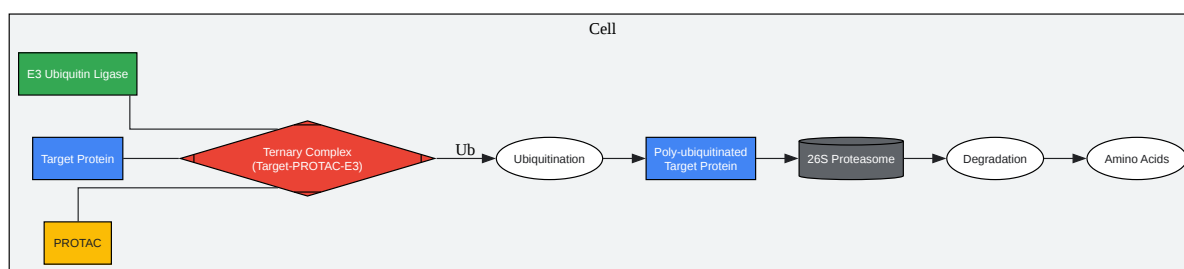 Cell
E3 Ubiquitin Ligase
Target Protein
PROTAC
Ternary Complex
(Target-PROTAC-E3)
Ub
Ubiquitination
Poly-ubiquitinated
Target Protein
26S Proteasome
Degradation
Amino Acids